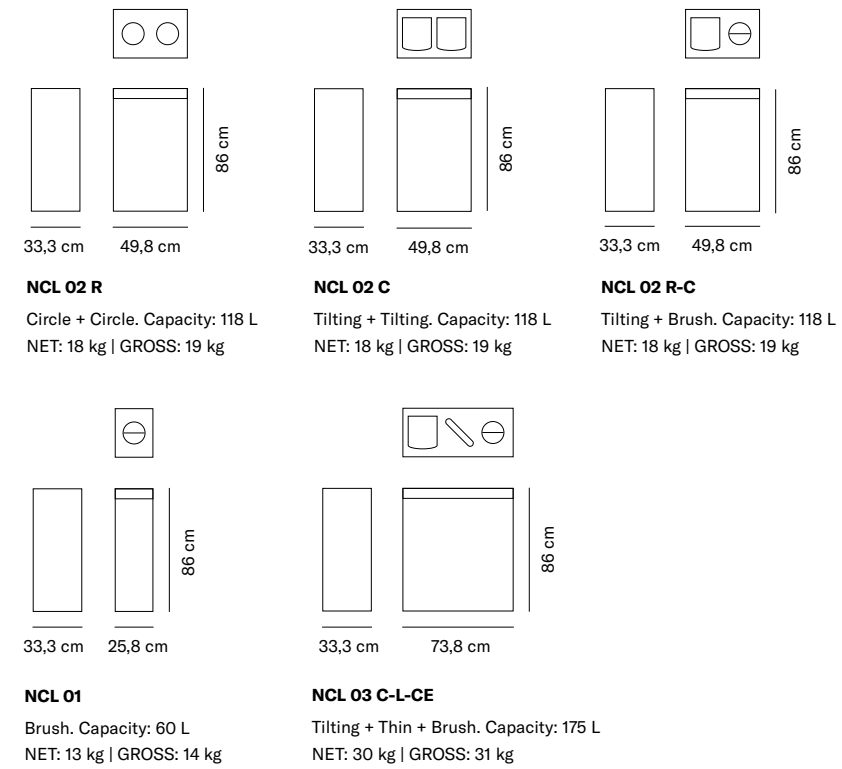 86 cm
33,3 cm 49,8 cm
NCL 02 R
Circle + Circle. Capacity: 118 L
NET: 18 kg | GROSS: 19 kg
86 cm
33,3 cm 49,8 cm
NCL 02 C
Tilting + Tilting. Capacity: 118 L
NET: 18 kg | GROSS: 19 kg
86 cm
33,3 cm 49,8 cm
NCL 02 R-C
Tilting + Brush. Capacity: 118 L
NET: 18 kg | GROSS: 19 kg
86 cm
33,3 cm 25,8 cm
NCL 01
Brush. Capacity: 60 L
NET: 13 kg | GROSS: 14 kg
86 cm
33,3 cm 73,8 cm
NCL 03 C-L-CE
Tilting + Thin + Brush. Capacity: 175 L
NET: 30 kg | GROSS: 31 kg